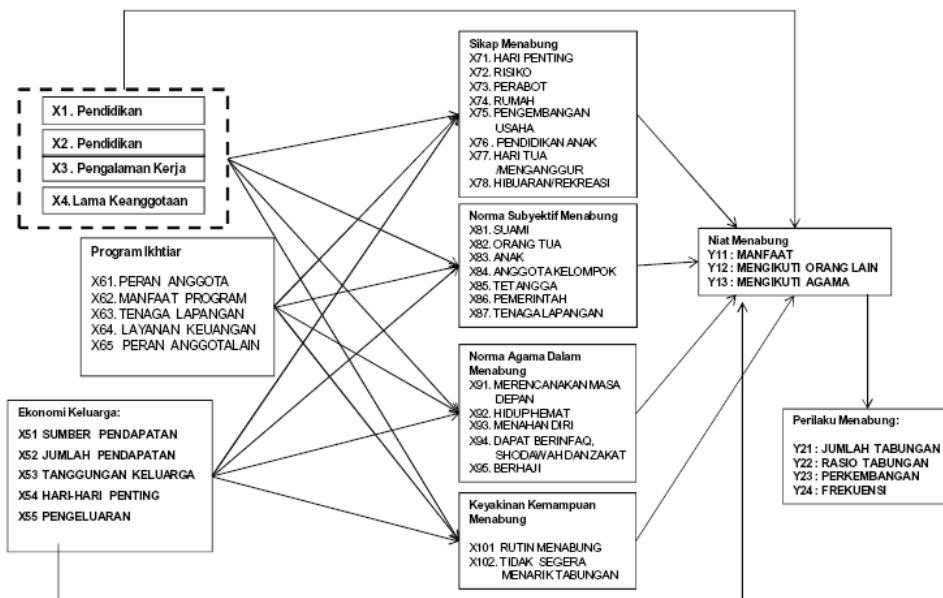 X1. Pendidikan
X2. Pendidikan
X3. Pengalaman Kerja
X4. Lama Keanggotaan
Program Ikhtiar
X61. PERAN ANGGOTA
X62. MANFAAT PROGRAM
X63. TENAGA LAPANGAN
X64. LAYANAN KEUANGAN
X65 PERAN ANGGOTALAIN
Ekonomi Keluarga:
X51 SUMBER PENDAPATAN
X52 JUMLAH PENDAPATAN
X53 TANGGUNGAN KELUARGA
X54 HARI-HARI PENTING
X55 PENGELUARAN
Sikap Menabung
X71. HARI PENTING
X72. RISIKO
X73. PERABOT
X74. RUMAH
X75. PENGEMBANGAN
USAHA
X76. PENDIDIKAN ANAK
X77. HARI TUA
/MENGANGGUR
X78. HIBUARAN/REKREASI
Norma Subyektif Menabung
X81. SUAMI
X82. ORANG TUA
X83. ANAK
X84. ANGGOTA KELOMPOK
X85. TETANGGA
X86. PEMERINTAH
X87. TENAGA LAPANGAN
Norma Agama Dalam
Menabung
X91. MERENCANAKAN MASA
DEPAN
X92. HIDUP HEMAT
X93. MENAHAN DIRI
X94. DAPAT BERINFAQ,
SHODAWAH DAN ZAKAT
X95. BERHAJI
Keyakinan Kemampuan
Menabung
X101 RUTIN MENABUNG
X102. TIDAK SEGERA
MENARIK TABUNGAN
Niat Menabung
Y11 : MANFAAT
Y12 : MENGIKUTI ORANG LAIN
Y13 : MENGIKUTI AGAMA
Perilaku Menabung:
Y21 : JUMLAH TABUNGAN
Y22 : RASIO TABUNGAN
Y23 : PERKEMBANGAN
Y24 : FREKUENSI